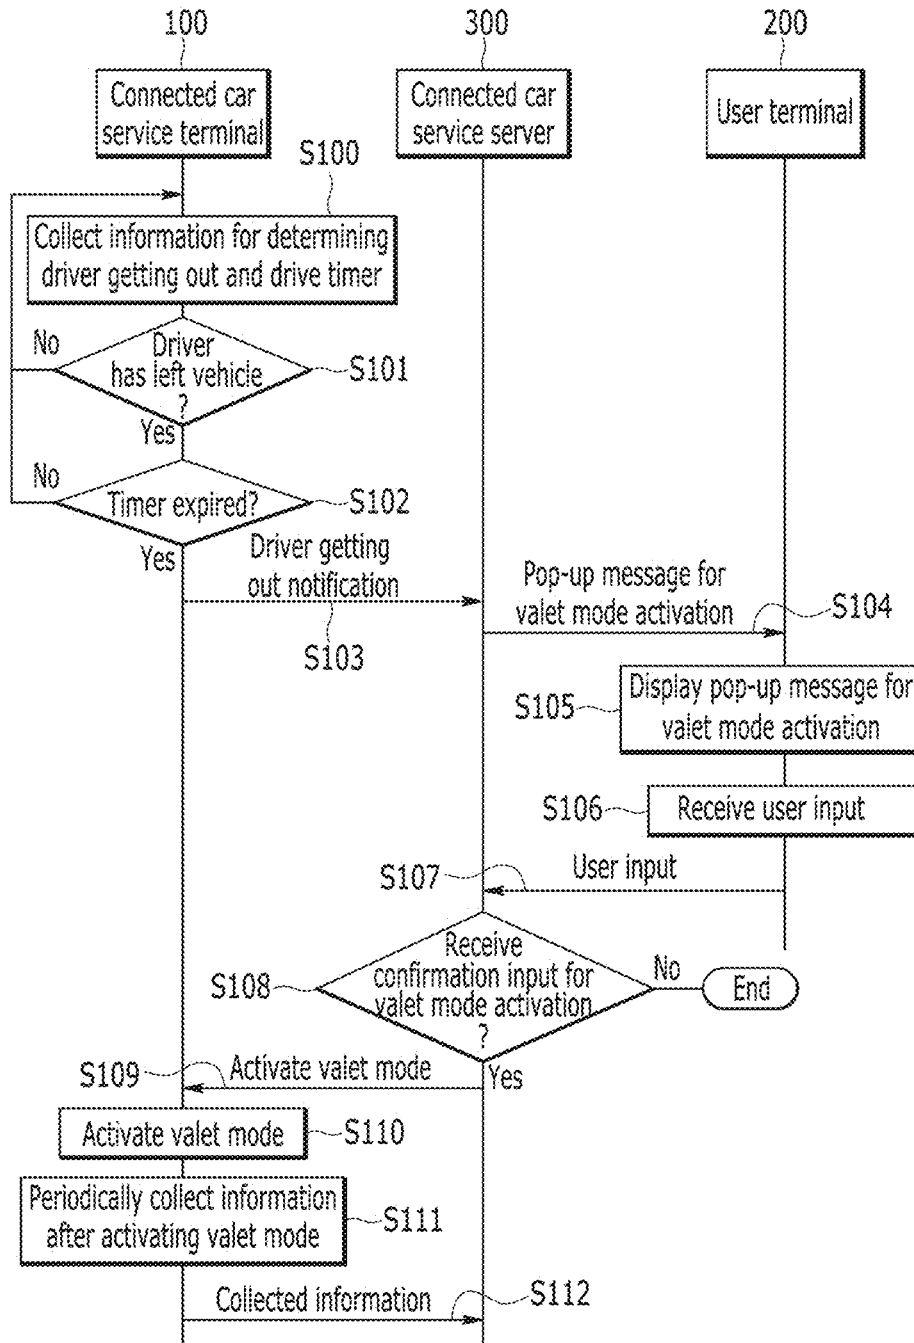 100
300
200
Connected car
service terminal
Connected car
service server
User terminal
S100
Collect information for determining
driver getting out and drive timer
No
Driver
has left vehicle
?
S101
Yes
No
Timer expired?
S102
Yes
Driver getting
out notification
S103
Pop-up message for
valet mode activation
S104
S105
Display pop-up message for
valet mode activation
S106
Receive user input
S107
User input
S108
Receive
confirmation input for
valet mode activation
?
No
End
Yes
S109
Activate valet mode
Activate valet mode
S110
Periodically collect information
after activating valet mode
S111
Collected information
S112